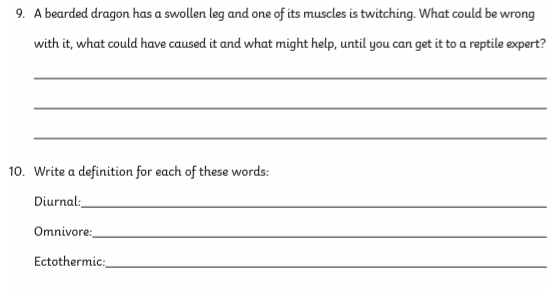 9. A bearded dragon has a swollen leg and one of its muscles is twitching. What could be wrong
with it, what could have caused it and what might help, until you can get it to a reptile expert?
10. Write a definition for each of these words:
Diurnal:
Omnivore:
Ectothermic: